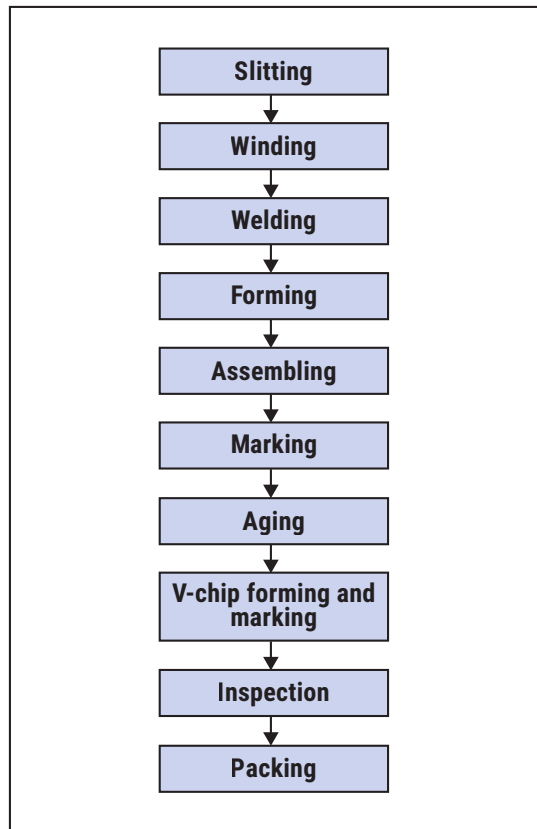 Slitting
Winding
Welding
Forming
Assembling
Marking
Aging
V-chip forming and
marking
Inspection
Packing